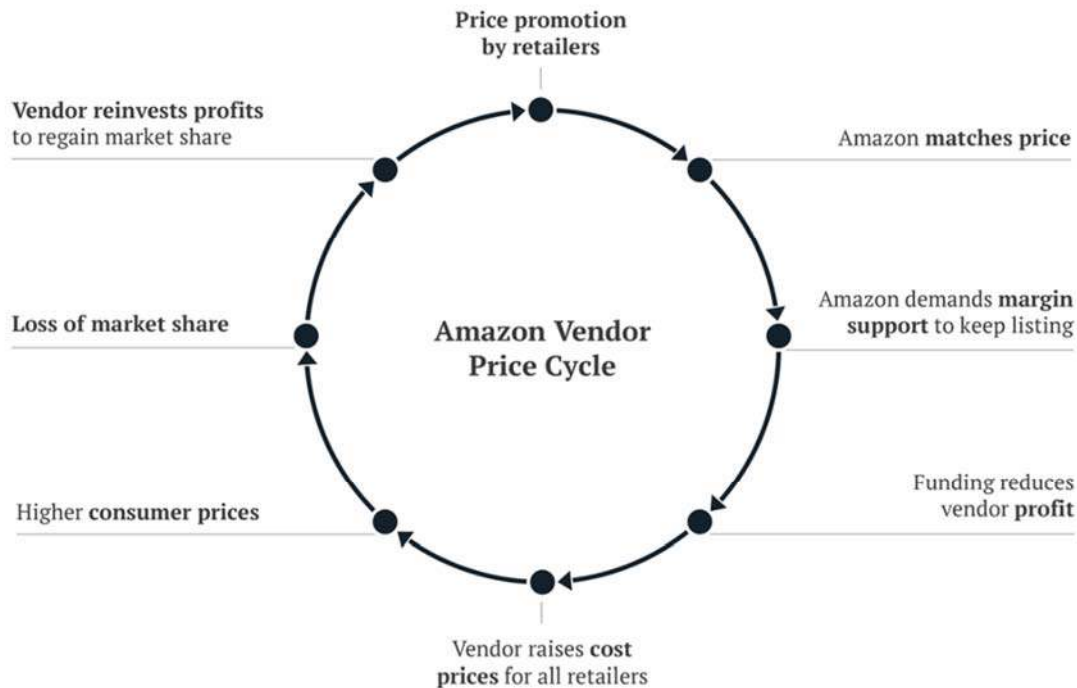 Price promotion
by retailers
Amazon matches price
Amazon demands margin
support to keep listing
Funding reduces
vendor profit
Vendor raises cost
prices for all retailers
Higher consumer prices
Loss of market share
Vendor reinvests profits
to regain market share
Amazon Vendor
Price Cycle